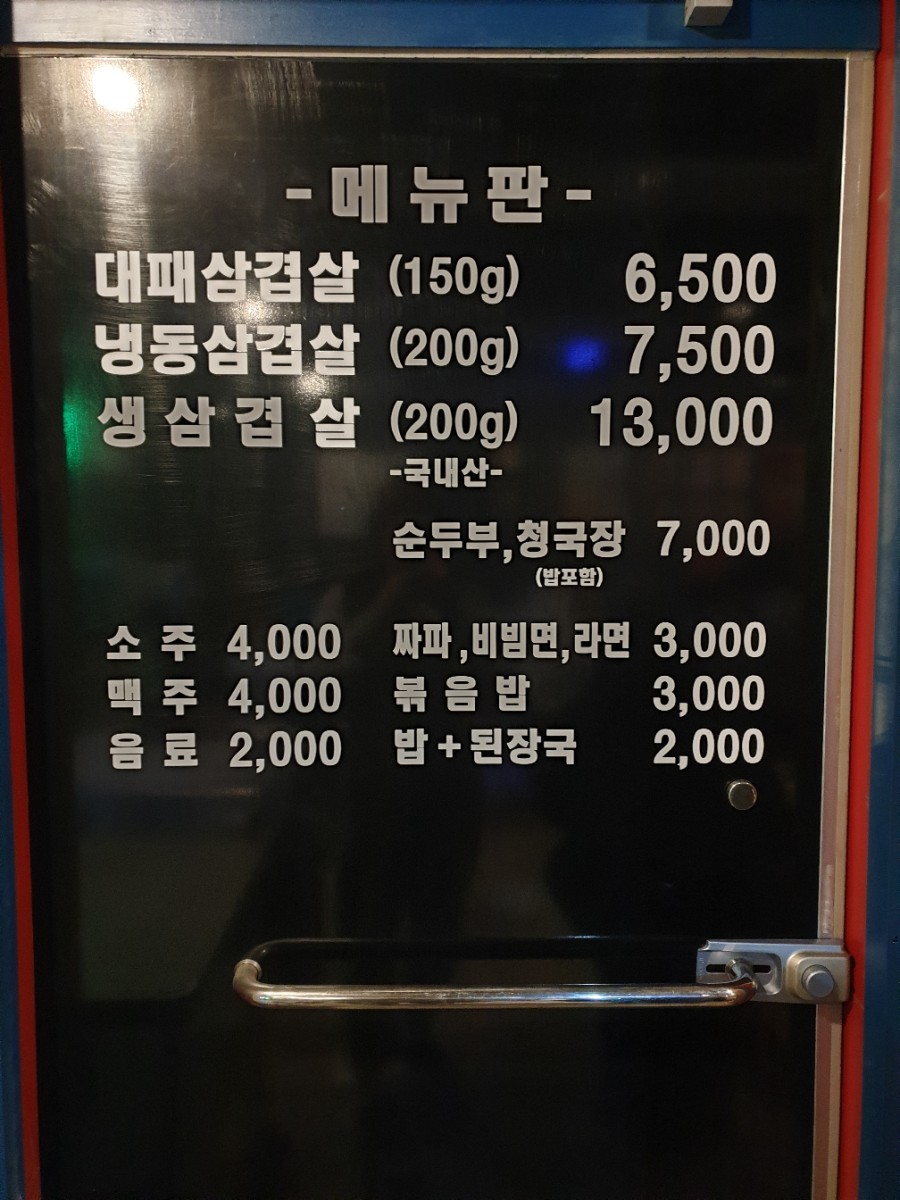 - 메뉴판 -
대패삼겹살 (150g) 6,500
냉동삼겹살 (200g) 7,500
생삼겹살 (200g) 13,000
-국내산-
순두부,청국장 7,000
(밥포함)
소주 4,000 짜파,비빔면,라면 3,000
맥주 4,000 볶음밥 3,000
음료 2,000 밥+된장국 2,000